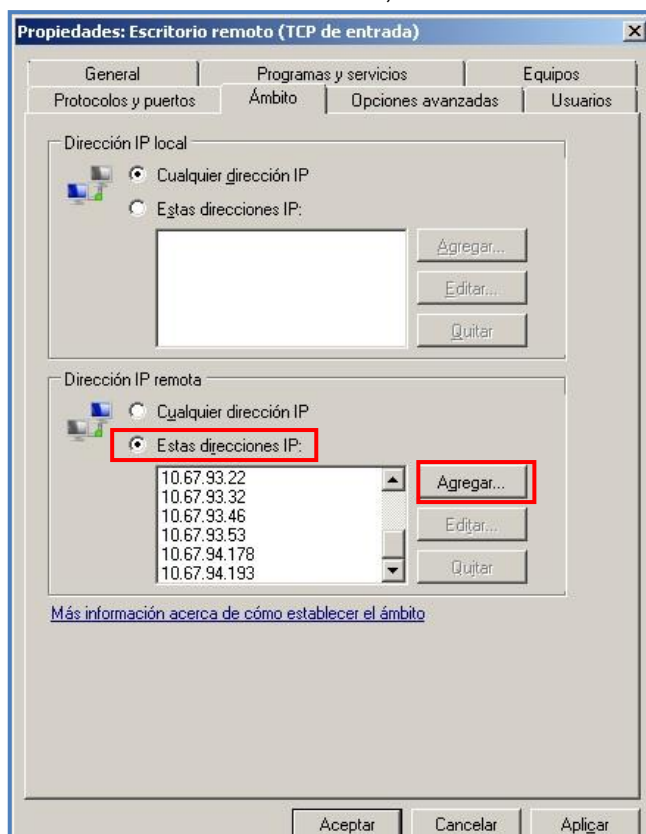 Propiedades: Escritorio remoto (TCP de entrada)
General Programas y servicios Equipos
Protocolos y puertos Ámbito Opciones avanzadas Usuarios
Dirección IP local
Cualquier dirección IP
Estas direcciones IP:
Agregar...
Editar...
Quitar
Dirección IP remota
Cualquier dirección IP
Estas direcciones IP:
10.67.93.22
10.67.93.32
10.67.93.46
10.67.93.53
10.67.94.178
10.67.94.193
Agregar...
Editar...
Quitar
Más información acerca de cómo establecer el ámbito
Aceptar Cancelar Aplicar